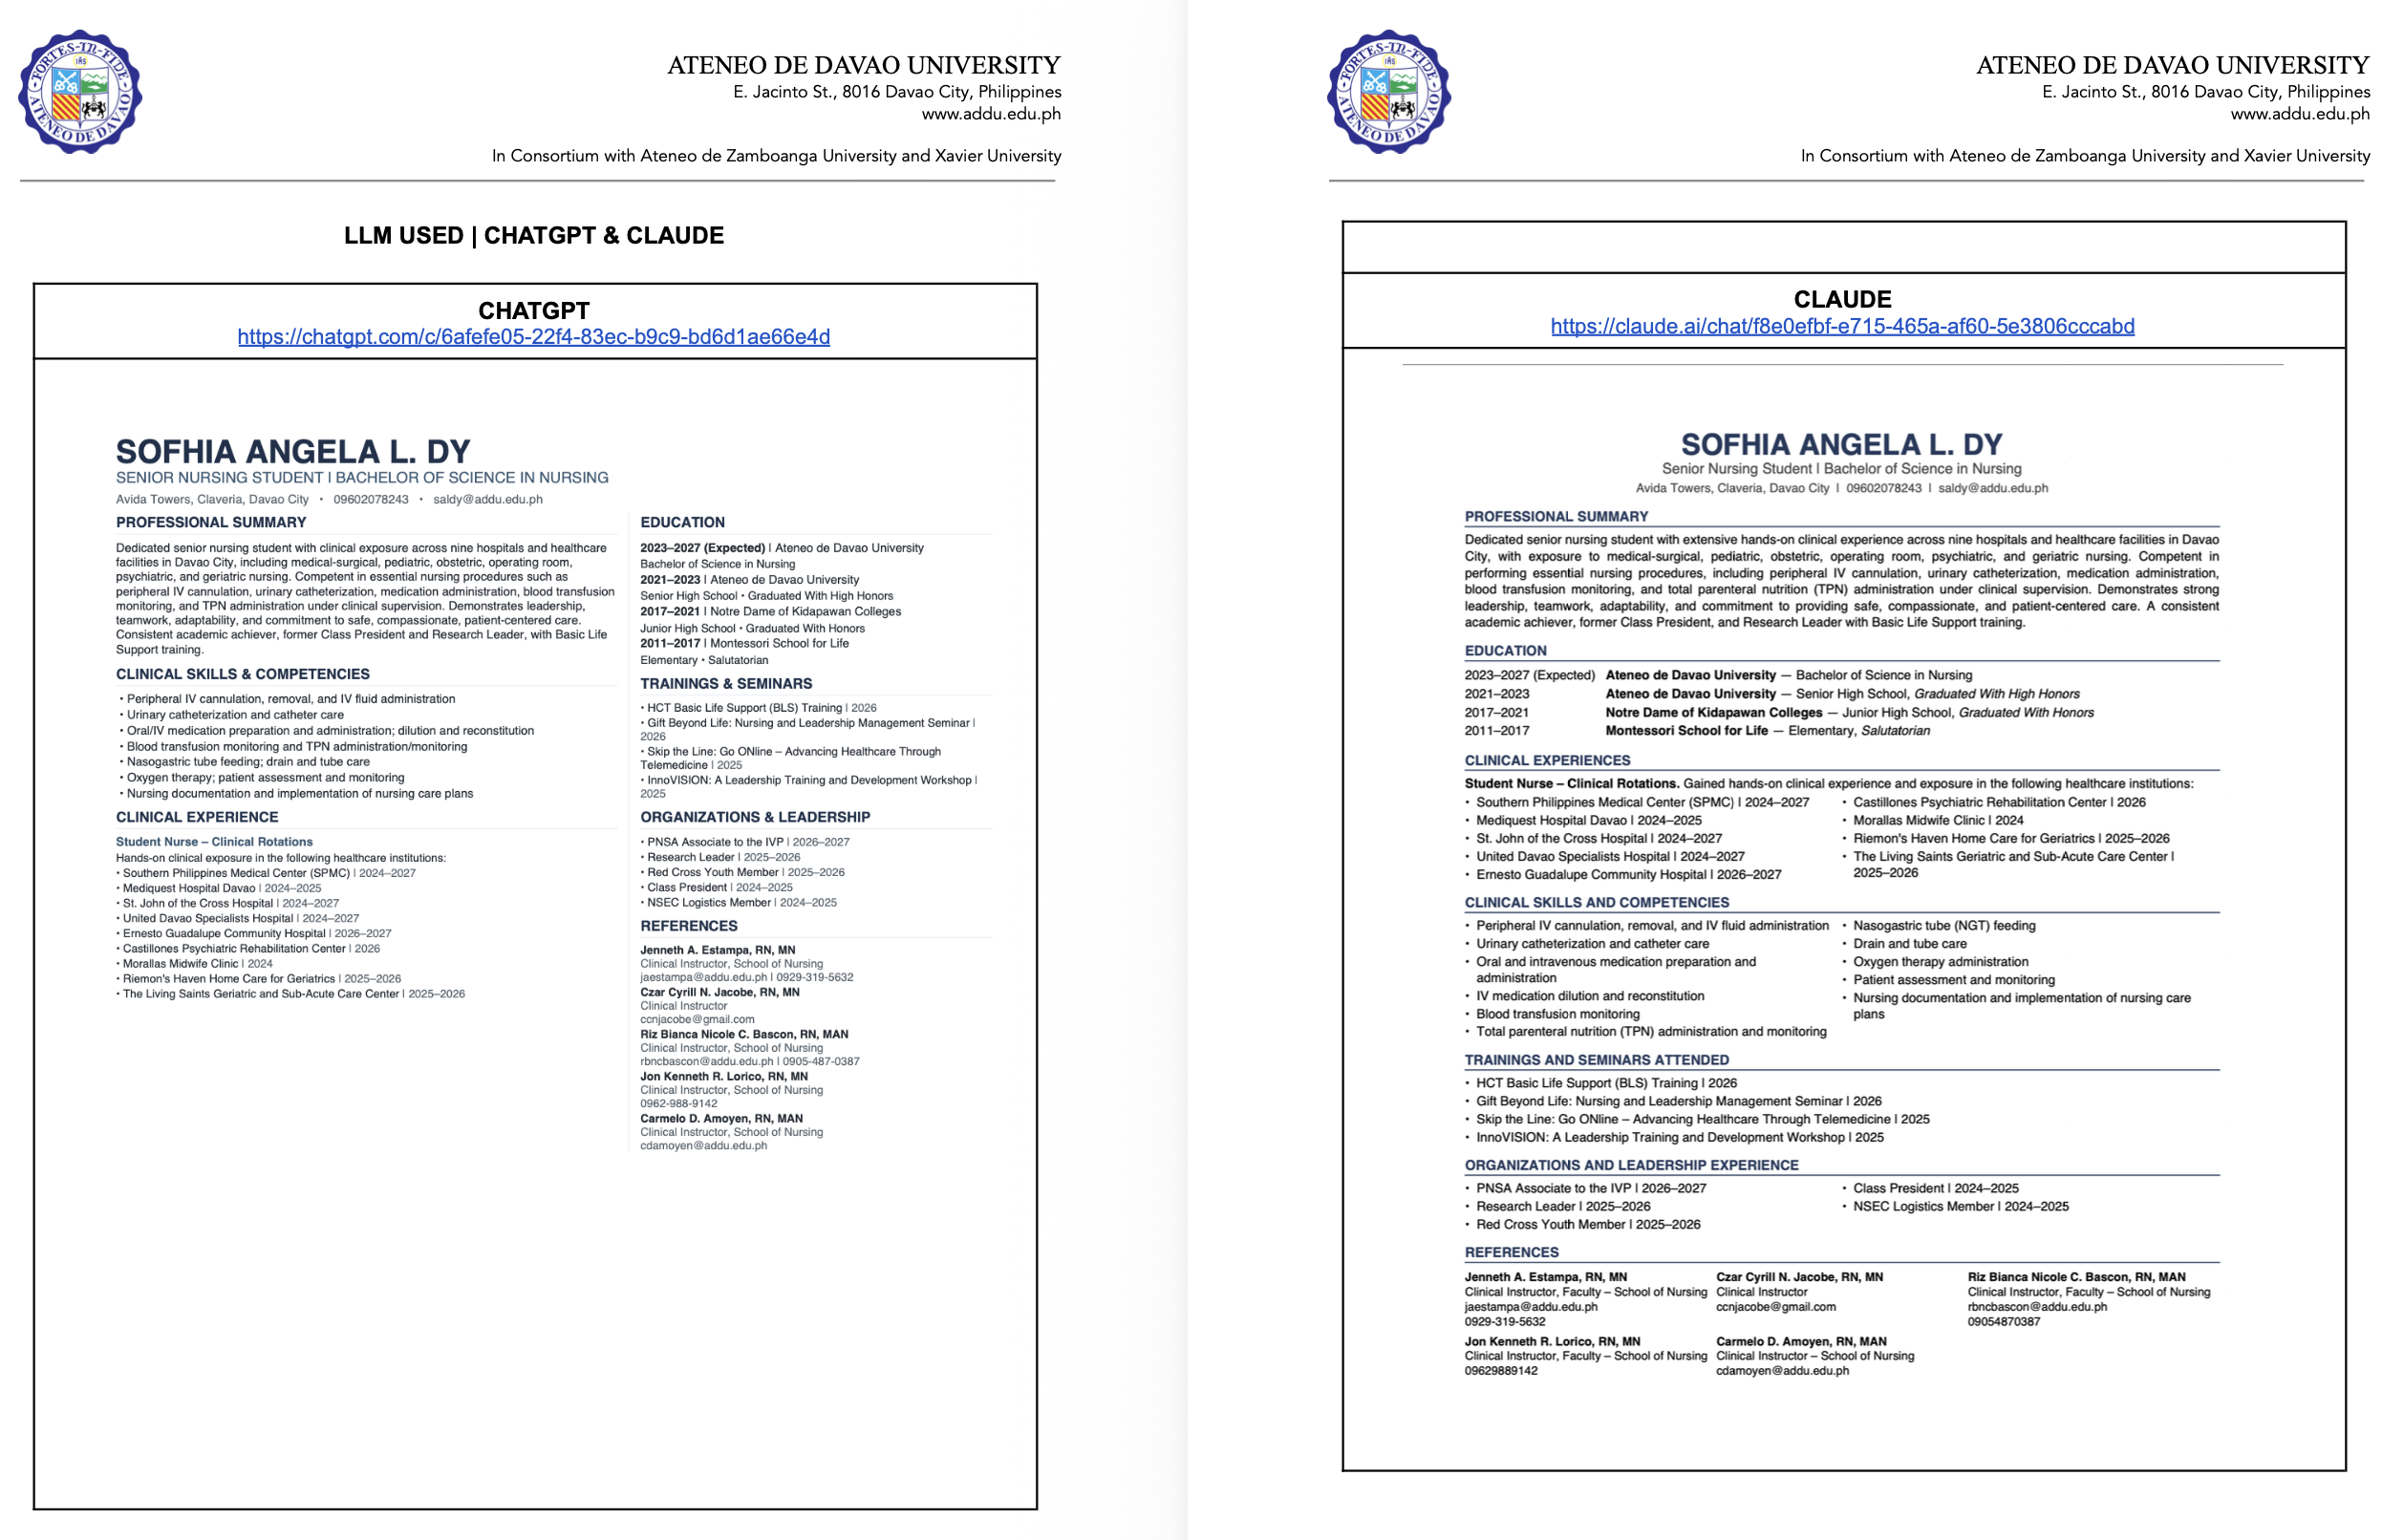 FORTES-IN-FIDE
IHS
ATENEO DE DAVAO
ATENEO DE DAVAO UNIVERSITY
E. Jacinto St., 8016 Davao City, Philippines
www.addu.edu.ph
In Consortium with Ateneo de Zamboanga University and Xavier University
LLM USED | CHATGPT & CLAUDE
CHATGPT
https://chatgpt.com/c/6afefe05-22f4-83ec-b9c9-bd6d1ae66e4d
SOFHIA ANGELA L. DY
SENIOR NURSING STUDENT | BACHELOR OF SCIENCE IN NURSING
Avida Towers, Claveria, Davao City • 09602078243 • saldy@addu.edu.ph
PROFESSIONAL SUMMARY
Dedicated senior nursing student with clinical exposure across nine hospitals and healthcare
facilities in Davao City, including medical-surgical, pediatric, obstetric, operating room,
psychiatric, and geriatric nursing. Competent in essential nursing procedures such as
peripheral IV cannulation, urinary catheterization, medication administration, blood transfusion
monitoring, and TPN administration under clinical supervision. Demonstrates leadership,
teamwork, adaptability, and commitment to safe, compassionate, patient-centered care.
Consistent academic achiever, former Class President and Research Leader, with Basic Life
Support training.
CLINICAL SKILLS & COMPETENCIES
• Peripheral IV cannulation, removal, and IV fluid administration
• Urinary catheterization and catheter care
• Oral/IV medication preparation and administration; dilution and reconstitution
• Blood transfusion monitoring and TPN administration/monitoring
• Nasogastric tube feeding; drain and tube care
• Oxygen therapy; patient assessment and monitoring
• Nursing documentation and implementation of nursing care plans
CLINICAL EXPERIENCE
Student Nurse – Clinical Rotations
Hands-on clinical exposure in the following healthcare institutions:
• Southern Philippines Medical Center (SPMC) | 2024–2027
• Mediquest Hospital Davao | 2024–2025
• St. John of the Cross Hospital | 2024–2027
• United Davao Specialists Hospital | 2024–2027
• Ernesto Guadalupe Community Hospital | 2026–2027
• Castillones Psychiatric Rehabilitation Center | 2026
• Morallas Midwife Clinic | 2024
• Riemon's Haven Home Care for Geriatrics | 2025–2026
• The Living Saints Geriatric and Sub-Acute Care Center | 2025–2026
EDUCATION
2023–2027 (Expected) | Ateneo de Davao University
Bachelor of Science in Nursing
2021–2023 | Ateneo de Davao University
Senior High School • Graduated With High Honors
2017–2021 | Notre Dame of Kidapawan Colleges
Junior High School • Graduated With Honors
2011–2017 | Montessori School for Life
Elementary • Salutatorian
TRAININGS & SEMINARS
• HCT Basic Life Support (BLS) Training | 2026
• Gift Beyond Life: Nursing and Leadership Management Seminar |
2026
• Skip the Line: Go ONline – Advancing Healthcare Through
Telemedicine | 2025
• InnoVISION: A Leadership Training and Development Workshop |
2025
ORGANIZATIONS & LEADERSHIP
• PNSA Associate to the IVP | 2026–2027
• Research Leader | 2025–2026
• Red Cross Youth Member | 2025–2026
• Class President | 2024–2025
• NSEC Logistics Member | 2024–2025
REFERENCES
Jenneth A. Estampa, RN, MN
Clinical Instructor, School of Nursing
jaestampa@addu.edu.ph | 0929-319-5632
Czar Cyrill N. Jacobe, RN, MN
Clinical Instructor
ccnjacobe@gmail.com
Riz Bianca Nicole C. Bascon, RN, MAN
Clinical Instructor, School of Nursing
rbncbascon@addu.edu.ph | 0905-487-0387
Jon Kenneth R. Lorico, RN, MN
Clinical Instructor, School of Nursing
0962-988-9142
Carmelo D. Amoyen, RN, MAN
Clinical Instructor, School of Nursing
cdamoyen@addu.edu.ph
FORTES-IN-FIDE
IHS
ATENEO DE DAVAO
ATENEO DE DAVAO UNIVERSITY
E. Jacinto St., 8016 Davao City, Philippines
www.addu.edu.ph
In Consortium with Ateneo de Zamboanga University and Xavier University
CLAUDE
https://claude.ai/chat/f8e0efbf-e715-465a-af60-5e3806cccabd
SOFHIA ANGELA L. DY
Senior Nursing Student | Bachelor of Science in Nursing
Avida Towers, Claveria, Davao City | 09602078243 | saldy@addu.edu.ph
PROFESSIONAL SUMMARY
Dedicated senior nursing student with extensive hands-on clinical experience across nine hospitals and healthcare facilities in Davao
City, with exposure to medical-surgical, pediatric, obstetric, operating room, psychiatric, and geriatric nursing. Competent in
performing essential nursing procedures, including peripheral IV cannulation, urinary catheterization, medication administration,
blood transfusion monitoring, and total parenteral nutrition (TPN) administration under clinical supervision. Demonstrates strong
leadership, teamwork, adaptability, and commitment to providing safe, compassionate, and patient-centered care. A consistent
academic achiever, former Class President, and Research Leader with Basic Life Support training.
EDUCATION
2023–2027 (Expected) Ateneo de Davao University — Bachelor of Science in Nursing
2021–2023 Ateneo de Davao University — Senior High School, Graduated With High Honors
2017–2021 Notre Dame of Kidapawan Colleges — Junior High School, Graduated With Honors
2011–2017 Montessori School for Life — Elementary, Salutatorian
CLINICAL EXPERIENCES
Student Nurse – Clinical Rotations. Gained hands-on clinical experience and exposure in the following healthcare institutions:
• Southern Philippines Medical Center (SPMC) | 2024–2027
• Mediquest Hospital Davao | 2024–2025
• St. John of the Cross Hospital | 2024–2027
• United Davao Specialists Hospital | 2024–2027
• Ernesto Guadalupe Community Hospital | 2026–2027
• Castillones Psychiatric Rehabilitation Center | 2026
• Morallas Midwife Clinic | 2024
• Riemon's Haven Home Care for Geriatrics | 2025–2026
• The Living Saints Geriatric and Sub-Acute Care Center |
2025–2026
CLINICAL SKILLS AND COMPETENCIES
• Peripheral IV cannulation, removal, and IV fluid administration
• Urinary catheterization and catheter care
• Oral and intravenous medication preparation and
administration
• IV medication dilution and reconstitution
• Blood transfusion monitoring
• Total parenteral nutrition (TPN) administration and monitoring
• Nasogastric tube (NGT) feeding
• Drain and tube care
• Oxygen therapy administration
• Patient assessment and monitoring
• Nursing documentation and implementation of nursing care
plans
TRAININGS AND SEMINARS ATTENDED
• HCT Basic Life Support (BLS) Training | 2026
• Gift Beyond Life: Nursing and Leadership Management Seminar | 2026
• Skip the Line: Go ONline – Advancing Healthcare Through Telemedicine | 2025
• InnoVISION: A Leadership Training and Development Workshop | 2025
ORGANIZATIONS AND LEADERSHIP EXPERIENCE
• PNSA Associate to the IVP | 2026–2027
• Research Leader | 2025–2026
• Red Cross Youth Member | 2025–2026
• Class President | 2024–2025
• NSEC Logistics Member | 2024–2025
REFERENCES
Jenneth A. Estampa, RN, MN
Clinical Instructor, Faculty – School of Nursing
jaestampa@addu.edu.ph
0929-319-5632
Czar Cyrill N. Jacobe, RN, MN
Clinical Instructor
ccnjacobe@gmail.com
Riz Bianca Nicole C. Bascon, RN, MAN
Clinical Instructor, Faculty – School of Nursing
rbncbascon@addu.edu.ph
09054870387
Jon Kenneth R. Lorico, RN, MN
Clinical Instructor, Faculty – School of Nursing
09629889142
Carmelo D. Amoyen, RN, MAN
Clinical Instructor – School of Nursing
cdamoyen@addu.edu.ph